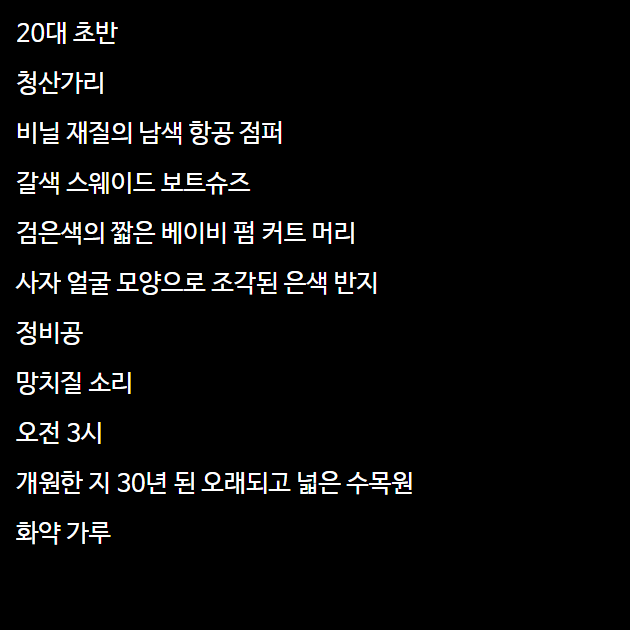 20대 초반
청산가리
비닐 재질의 남색 항공 점퍼
갈색 스웨이드 보트슈즈
검은색의 짧은 베이비 펌 커트 머리
사자 얼굴 모양으로 조각된 은색 반지
정비공
망치질 소리
오전 3시
개원한 지 30년 된 오래되고 넓은 수목원
화약 가루